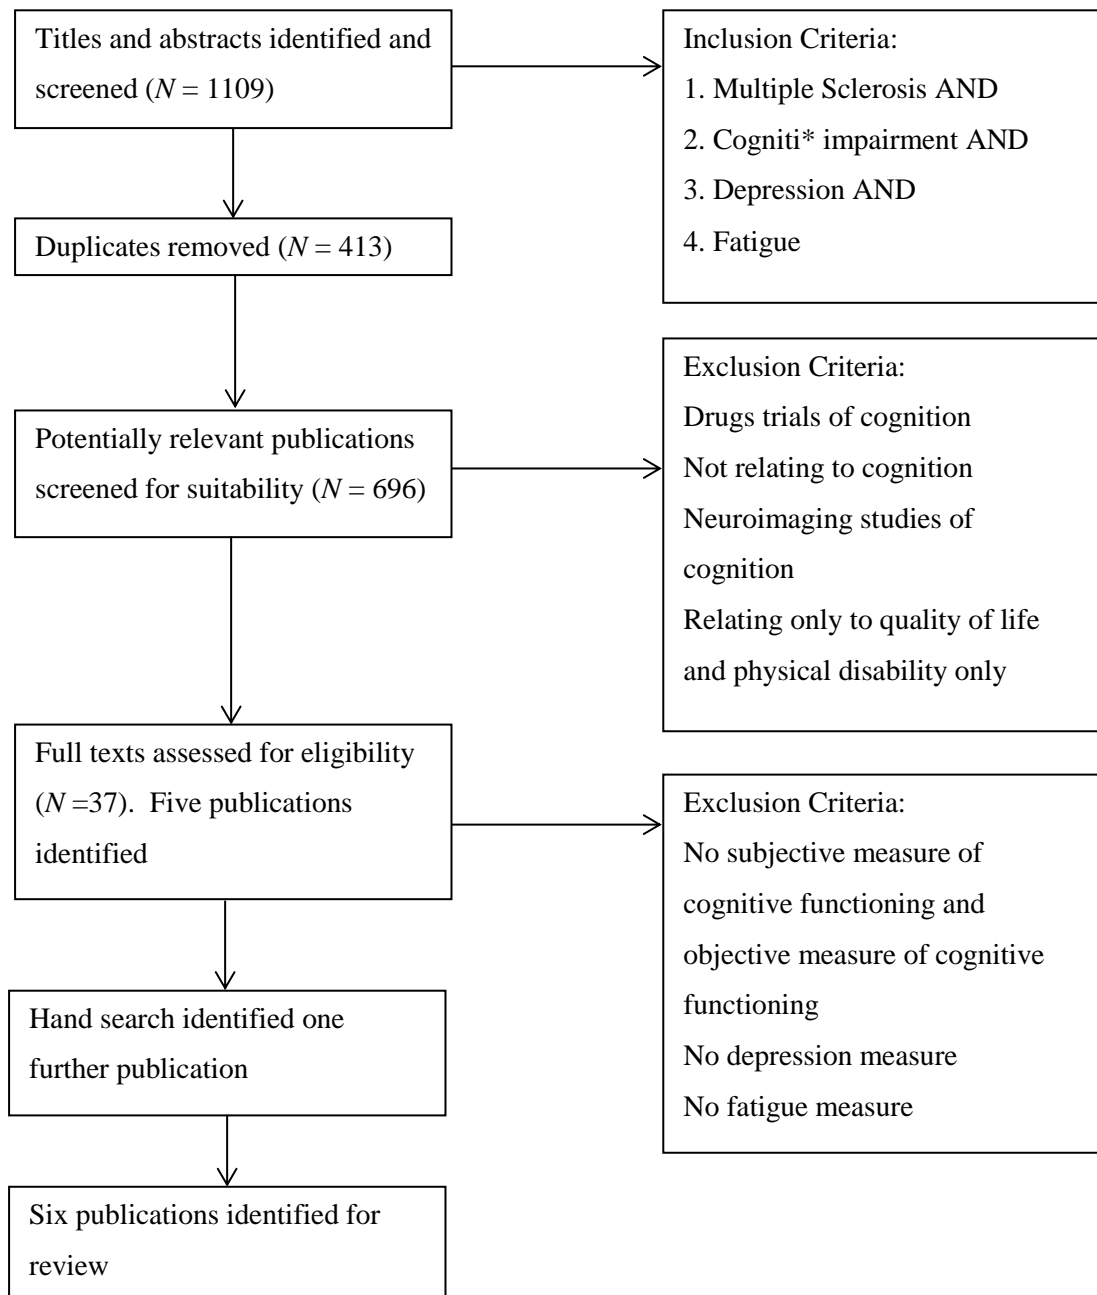 Titles and abstracts identified and
screened (N = 1109)
Inclusion Criteria:
1. Multiple Sclerosis AND
2. Cogniti* impairment AND
3. Depression AND
4. Fatigue
Duplicates removed (N = 413)
Potentially relevant publications
screened for suitability (N = 696)
Exclusion Criteria:
Drugs trials of cognition
Not relating to cognition
Neuroimaging studies of
cognition
Relating only to quality of life
and physical disability only
Full texts assessed for eligibility
(N =37).  Five publications
identified
Exclusion Criteria:
No subjective measure of
cognitive functioning and
objective measure of cognitive
functioning
No depression measure
No fatigue measure
Hand search identified one
further publication
Six publications identified for
review